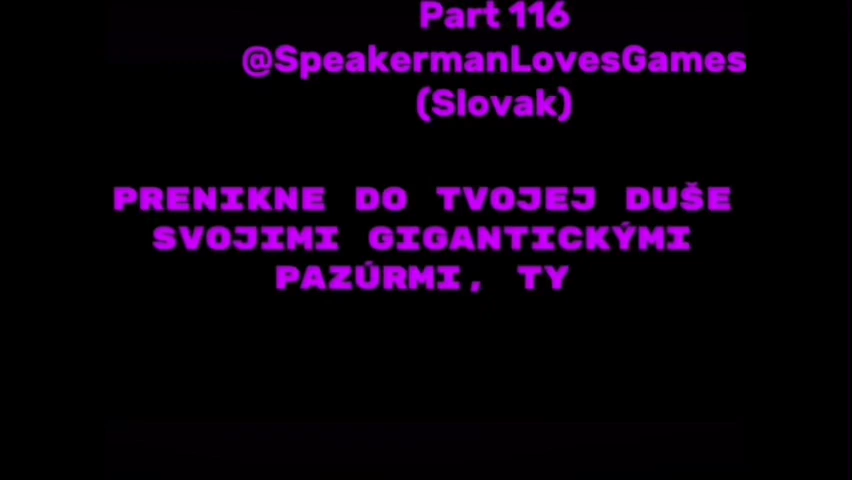 Part 116
@SpeakermanLovesGames
(Slovak)
PRENIKNE DO TVOJEJ DUŠE
SVOJIMI GIGANTICKÝMI
PAZÚRMI, TY